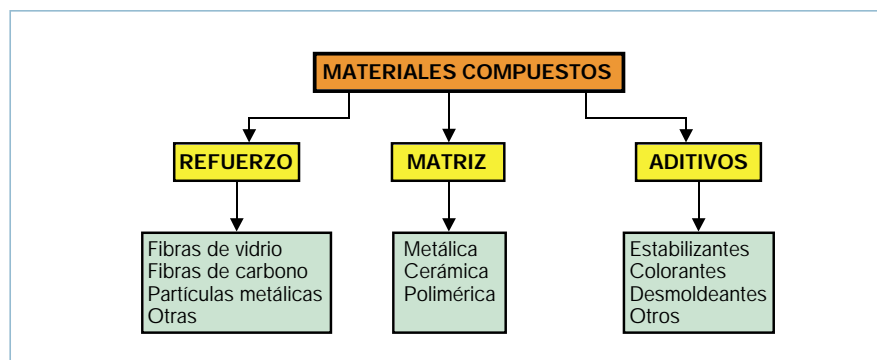 MATERIALES COMPUESTOS
REFUERZO
MATRIZ
ADITIVOS
Fibras de vidrio
Fibras de carbono
Partículas metálicas
Otras
Metálica
Cerámica
Polimérica
Estabilizantes
Colorantes
Desmoldeantes
Otros